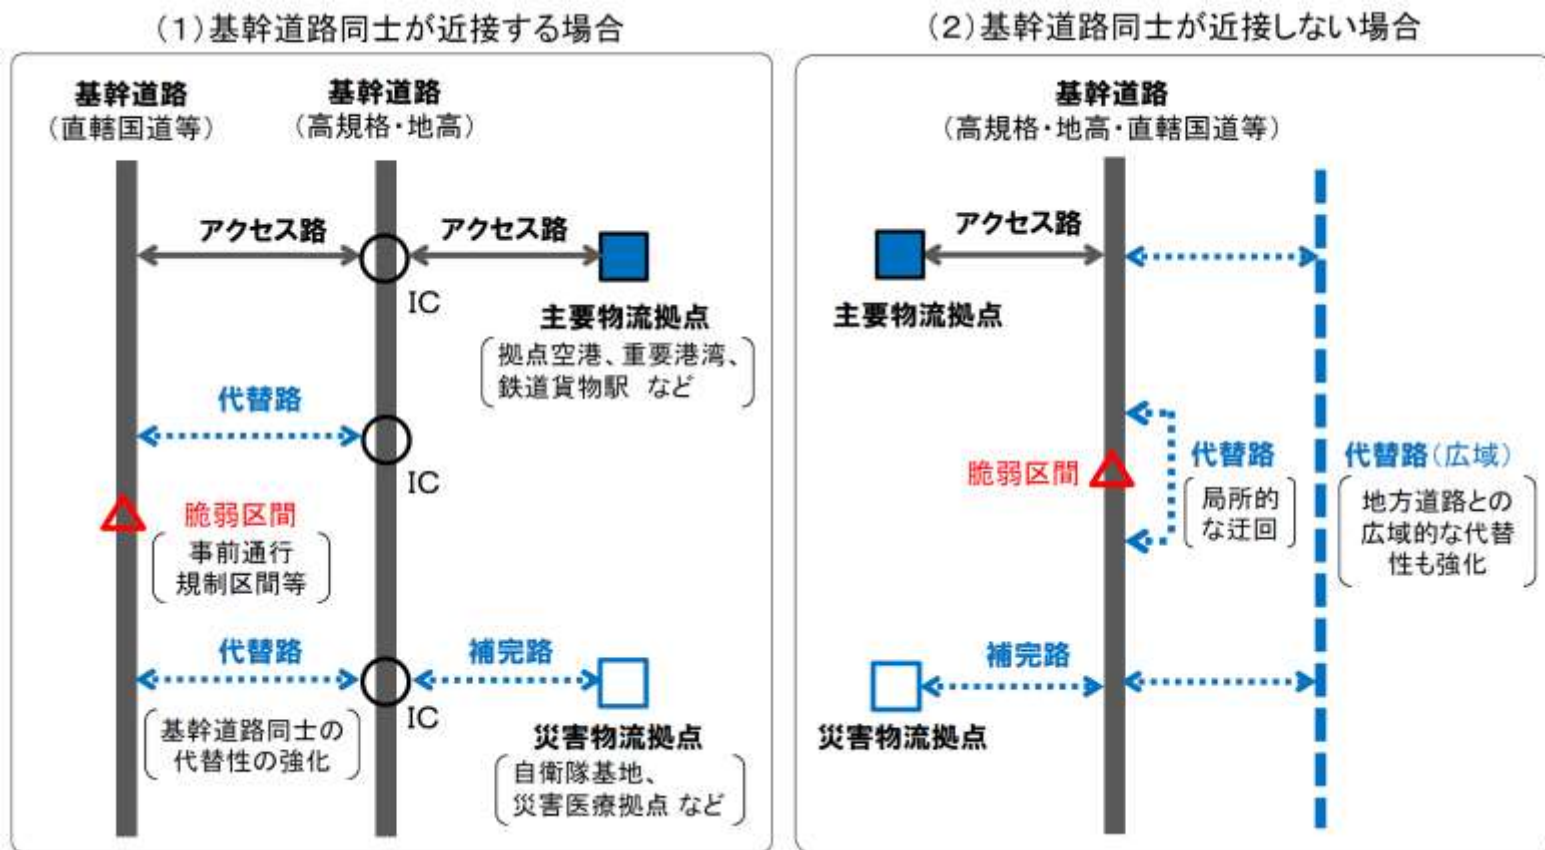 (1)基幹道路同士が近接する場合
基幹道路
(直轄国道等)
基幹道路
(高規格・地高)
アクセス路
アクセス路
IC
主要物流拠点
拠点空港、重要港湾、
鉄道貨物駅 など
代替路
IC
脆弱区間
事前通行
規制区間等
代替路
補完路
IC
基幹道路同士の
代替性の強化
災害物流拠点
自衛隊基地、
災害医療拠点 など
(2)基幹道路同士が近接しない場合
基幹道路
(高規格・地高・直轄国道等)
アクセス路
主要物流拠点
脆弱区間
代替路
局所的
な迂回
代替路(広域)
地方道路との
広域的な代替
性も強化
補完路
災害物流拠点